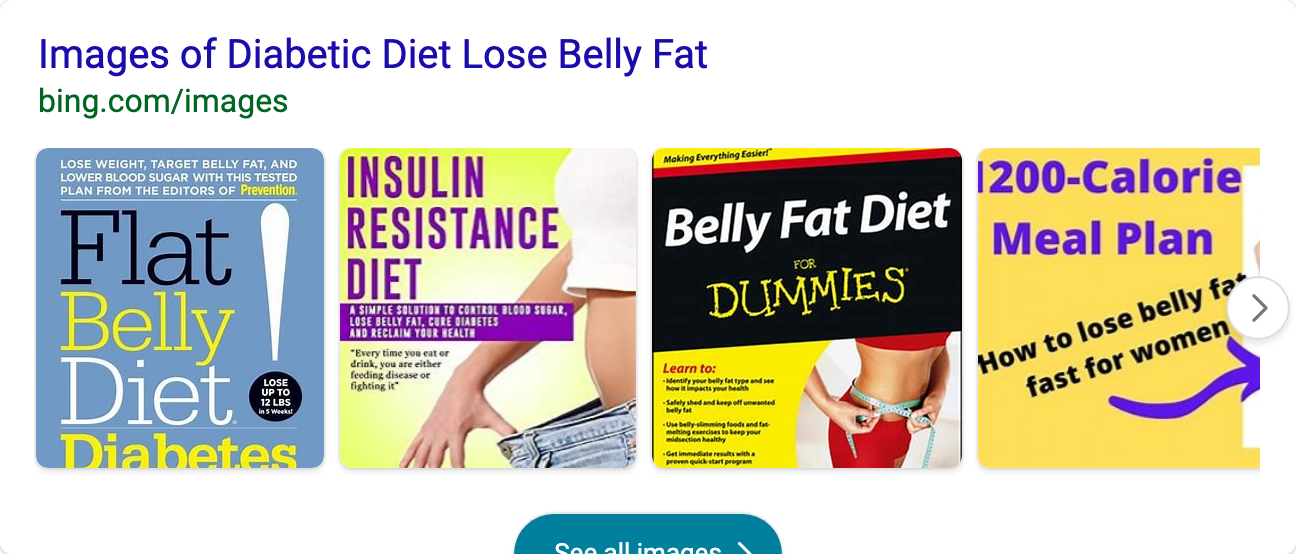 Images of Diabetic Diet Lose Belly Fat
bing.com/images
LOSE WEIGHT, TARGET BELLY FAT, AND
LOWER BLOOD SUGAR WITH THIS TESTED
PLAN FROM THE EDITORS OF Prevention.
Flat
Belly
Diet
!
LOSE
UP TO
12 LBS
in 5 Weeks!
Diabetes
INSULIN
RESISTANCE
DIET
A SIMPLE SOLUTION TO CONTROL BLOOD SUGAR,
LOSE BELLY FAT, CURE DIABETES
AND RECLAIM YOUR HEALTH
"Every time you eat or
drink, you are either
feeding disease or
fighting it"
Making Everything Easier!™
Belly Fat Diet
FOR
DUMMIES®
Learn to:
• Identify your belly fat type and see
how it impacts your health
• Safely shed and keep off unwanted
belly fat
• Use belly-slimming foods and fat-
melting exercises to keep your
midsection healthy
• Get immediate results with a
proven quick-start program
1200-Calorie
Meal Plan
How to lose belly fat
fast for women
See all images